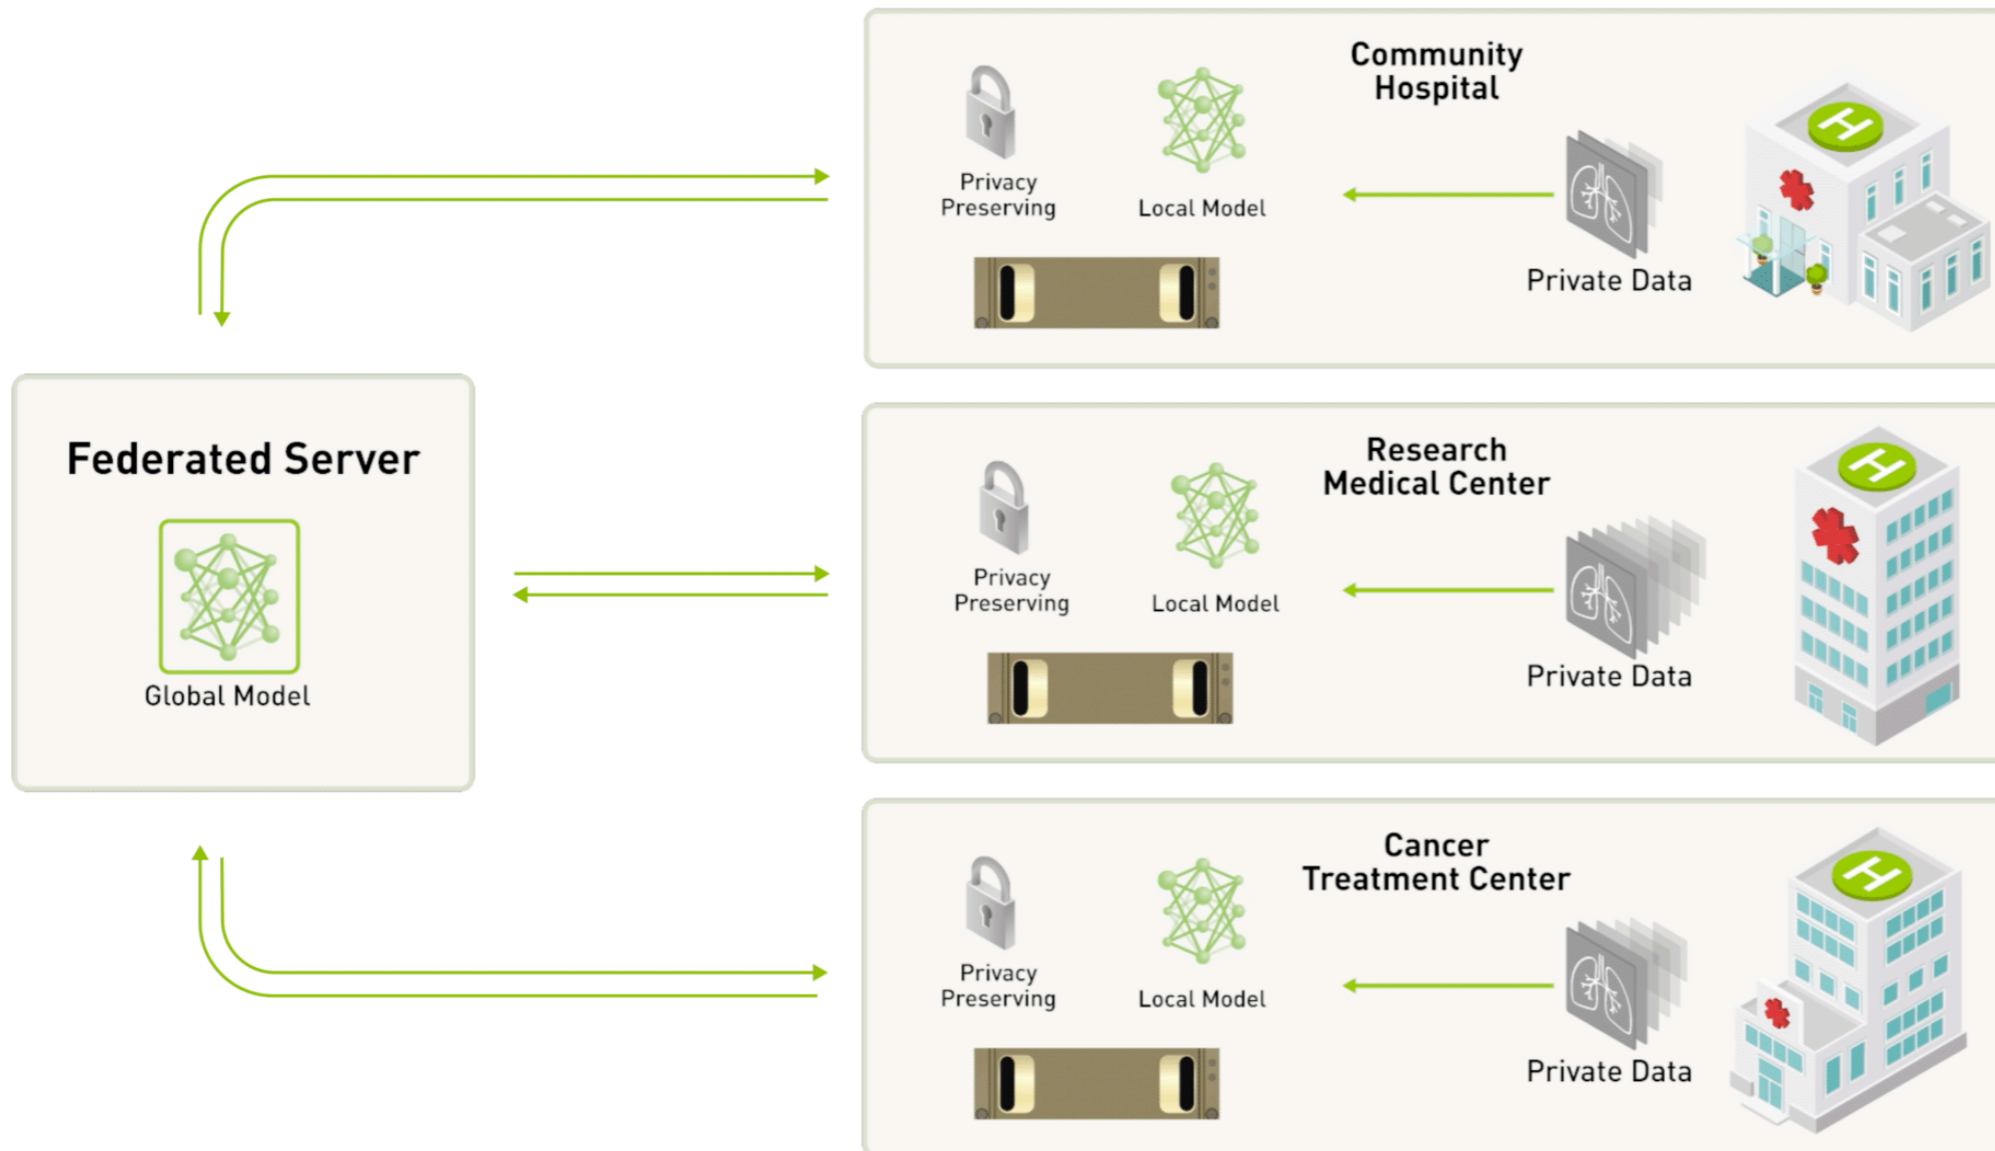 Community
Hospital
Privacy
Preserving
Local Model
Private Data
H
Federated Server
Global Model
Research
Medical Center
Privacy
Preserving
Local Model
Private Data
H
Cancer
Treatment Center
Privacy
Preserving
Local Model
Private Data
H